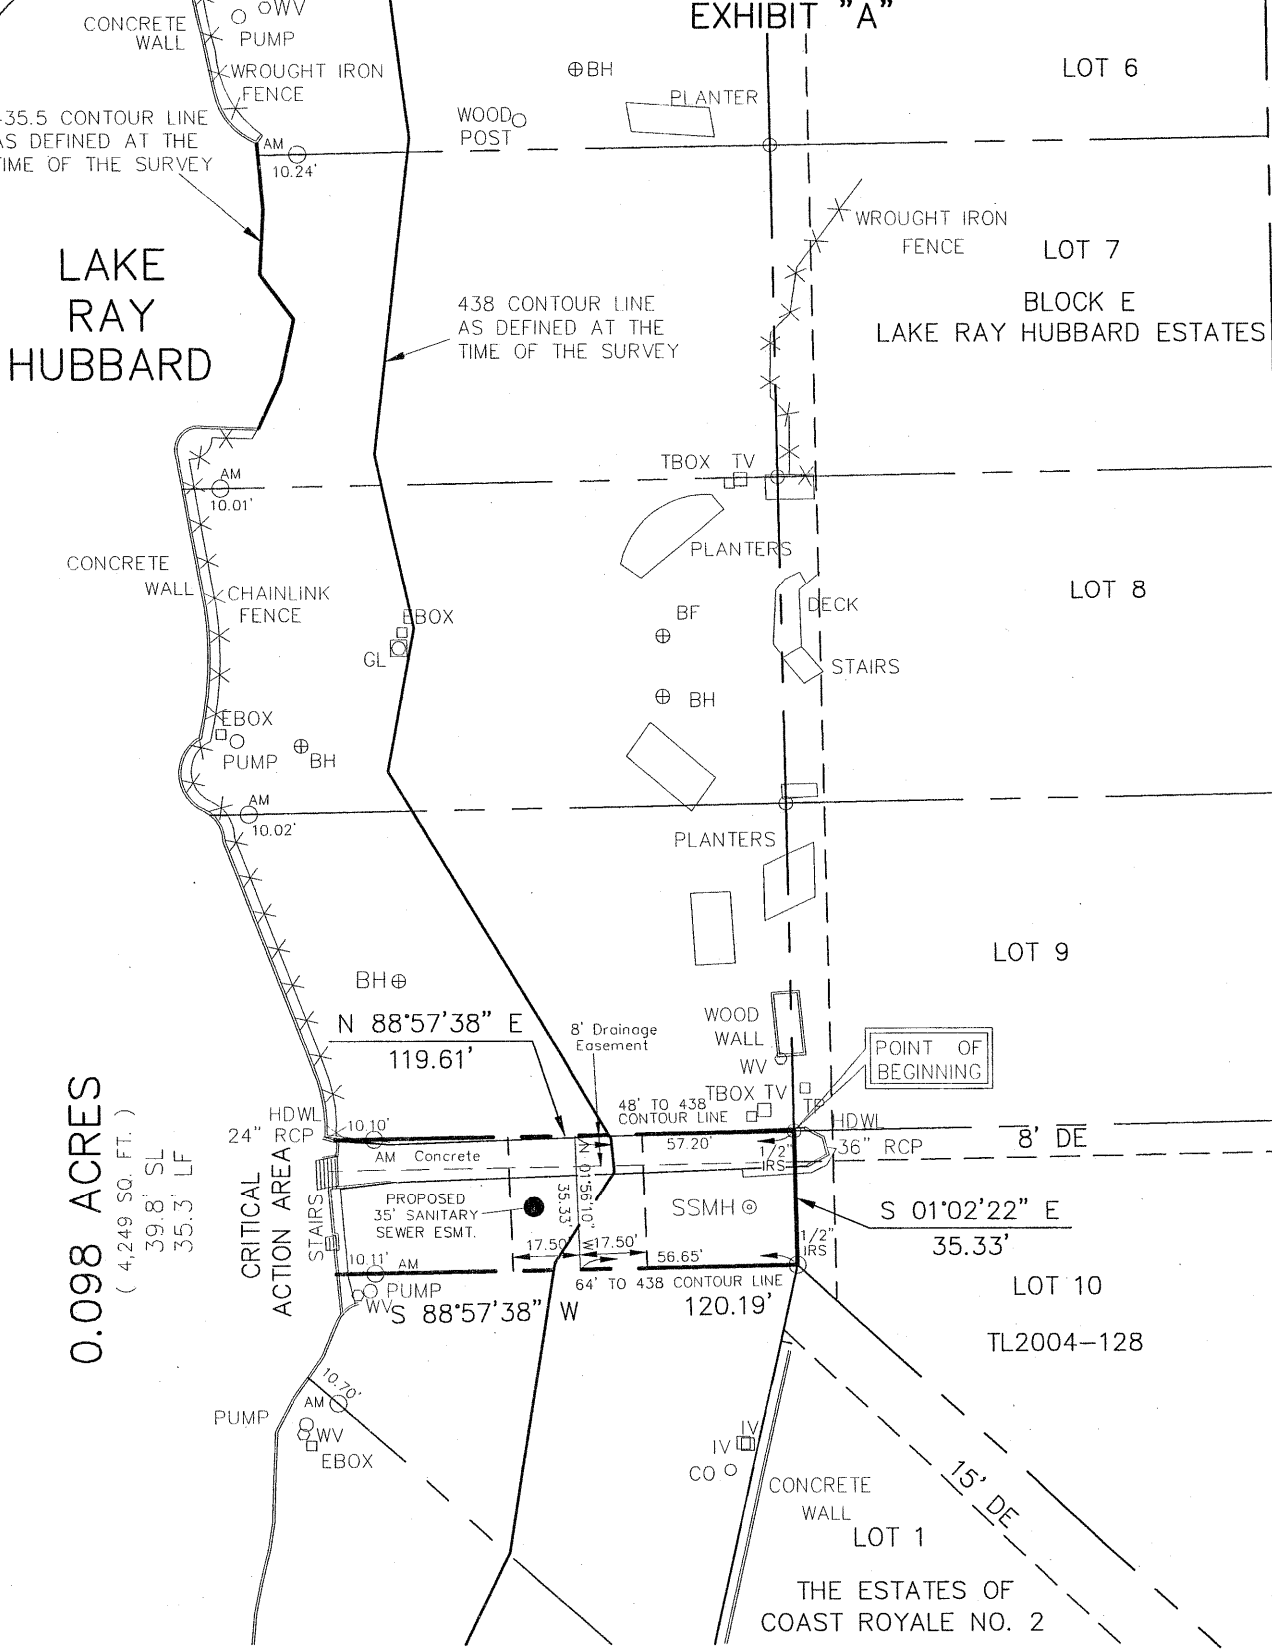 EXHIBIT "A"
CONCRETE
WALL
WV
PUMP
WROUGHT IRON
FENCE
BH
PLANTER
WOOD
POST
LOT 6
435.5 CONTOUR LINE
AS DEFINED AT THE
TIME OF THE SURVEY
AM
10.24'
WROUGHT IRON
FENCE
LOT 7
BLOCK E
LAKE RAY HUBBARD ESTATES
LAKE
RAY
HUBBARD
438 CONTOUR LINE
AS DEFINED AT THE
TIME OF THE SURVEY
TBOX TV
AM
10.01'
PLANTERS
CONCRETE
WALL
CHAINLINK
FENCE
EBOX
GL
BF
DECK
LOT 8
STAIRS
BH
EBOX
PUMP
BH
AM
10.02'
PLANTERS
LOT 9
BH
WOOD
WALL
WV
N 88°57'38" E
119.61'
8' Drainage
Easement
POINT OF
BEGINNING
TBOX TV
TP
48' TO 438
CONTOUR LINE
HDWL
24" RCP
10.10'
AM
Concrete
57.20'
1/2"
IRS
HDWL
36" RCP
8' DE
0.098 ACRES
( 4,249 SQ. FT. )
39.8' SL
35.3' LF
CRITICAL
ACTION AREA
STAIRS
PROPOSED
35' SANITARY
SEWER ESMT.
N 01°56'10" W
35.33'
SSMH
S 01°02'22" E
35.33'
17.50'
17.50'
56.65'
1/2"
IRS
10.11'
AM
64' TO 438 CONTOUR LINE
PUMP
WV
S 88°57'38" W
120.19'
LOT 10
TL2004-128
10.70'
AM
PUMP
WV
EBOX
IV
IV
CO
CONCRETE
WALL
15' DE
LOT 1
THE ESTATES OF
COAST ROYALE NO. 2